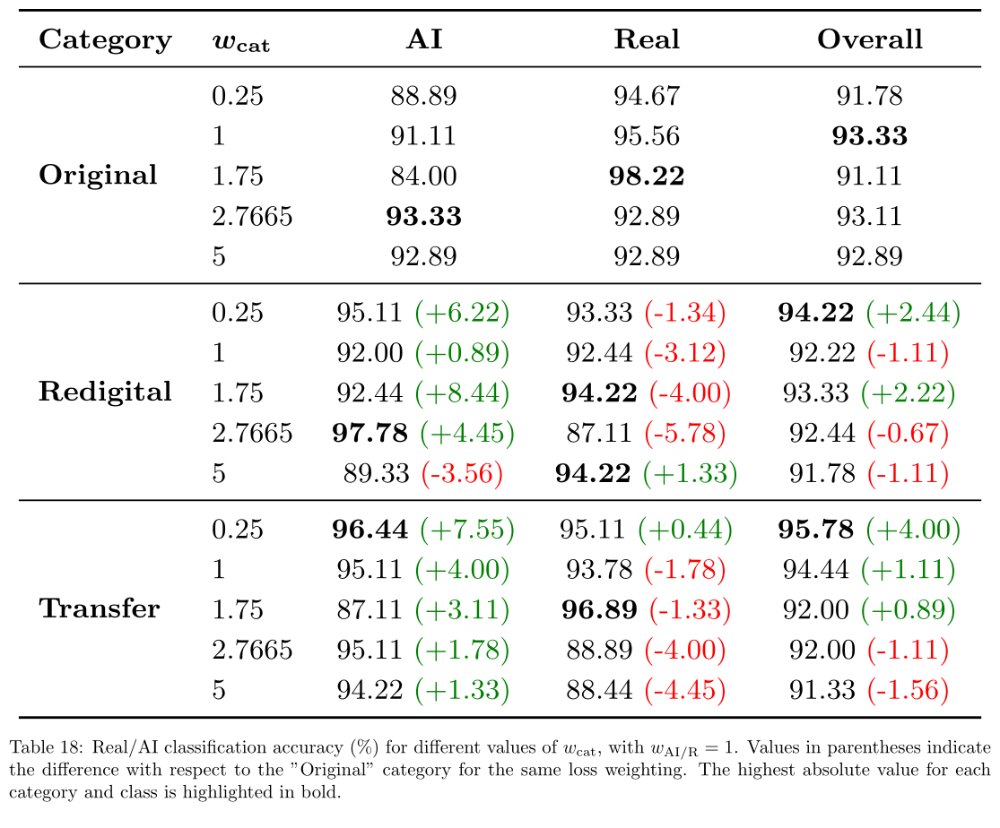 Category w_cat AI Real Overall
0.25 88.89 94.67 91.78
1 91.11 95.56 93.33
Original 1.75 84.00 98.22 91.11
2.7665 93.33 92.89 93.11
5 92.89 92.89 92.89
0.25 95.11 (+6.22) 93.33 (-1.34) 94.22 (+2.44)
1 92.00 (+0.89) 92.44 (-3.12) 92.22 (-1.11)
Redigital 1.75 92.44 (+8.44) 94.22 (-4.00) 93.33 (+2.22)
2.7665 97.78 (+4.45) 87.11 (-5.78) 92.44 (-0.67)
5 89.33 (-3.56) 94.22 (+1.33) 91.78 (-1.11)
0.25 96.44 (+7.55) 95.11 (+0.44) 95.78 (+4.00)
1 95.11 (+4.00) 93.78 (-1.78) 94.44 (+1.11)
Transfer 1.75 87.11 (+3.11) 96.89 (-1.33) 92.00 (+0.89)
2.7665 95.11 (+1.78) 88.89 (-4.00) 92.00 (-1.11)
5 94.22 (+1.33) 88.44 (-4.45) 91.33 (-1.56)
Table 18: Real/AI classification accuracy (%) for different values of w_cat, with w_AI/R = 1. Values in parentheses indicate
the difference with respect to the ”Original” category for the same loss weighting. The highest absolute value for each
category and class is highlighted in bold.